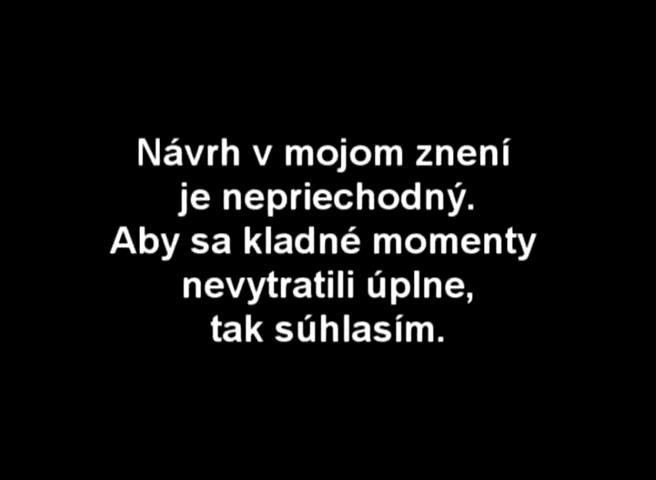 Návrh v mojom znení
je nepriechodný.
Aby sa kladné momenty
nevytratili úplne,
tak súhlasím.